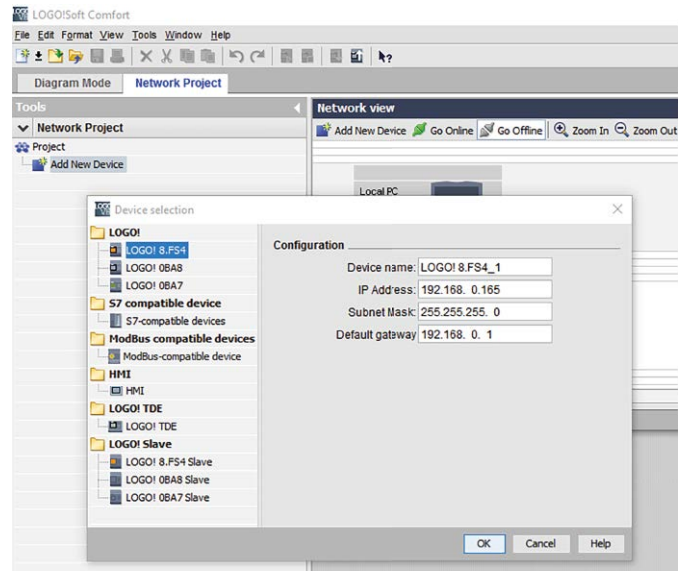 LOGO!Soft Comfort
File Edit Format View Tools Window Help
Diagram Mode Network Project
Tools
Network Project
Project
Add New Device
Network view
Add New Device Go Online Go Offline Zoom In Zoom Out
Local PC
Device selection
LOGO!
LOGO! 8.FS4
LOGO! 0BA8
LOGO! 0BA7
S7 compatible device
S7-compatible devices
ModBus compatible devices
ModBus-compatible device
HMI
HMI
LOGO! TDE
LOGO! TDE
LOGO! Slave
LOGO! 8.FS4 Slave
LOGO! 0BA8 Slave
LOGO! 0BA7 Slave
Configuration
Device name: LOGO! 8.FS4_1
IP Address: 192.168. 0.165
Subnet Mask: 255.255.255. 0
Default gateway 192.168. 0. 1
OK Cancel Help